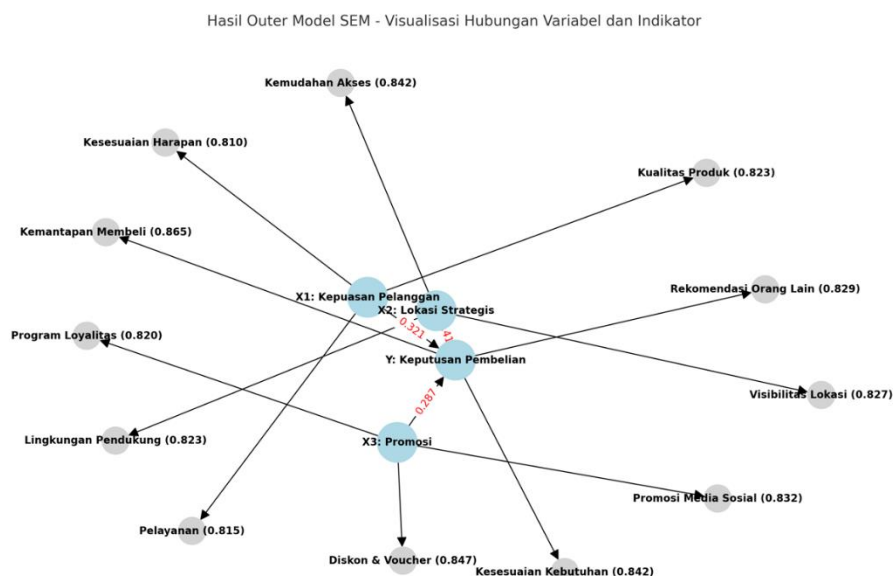 Hasil Outer Model SEM - Visualisasi Hubungan Variabel dan Indikator
Kemudahan Akses (0.842)
Kesesuaian Harapan (0.810)
Kualitas Produk (0.823)
Kemantapan Membeli (0.865)
Rekomendasi Orang Lain (0.829)
X1: Kepuasan Pelanggan
X2: Lokasi Strategis
0.321
41
Program Loyalitas (0.820)
Y: Keputusan Pembelian
Visibilitas Lokasi (0.827)
0.287
Lingkungan Pendukung (0.823)
X3: Promosi
Promosi Media Sosial (0.832)
Pelayanan (0.815)
Diskon & Voucher (0.847)
Kesesuaian Kebutuhan (0.842)